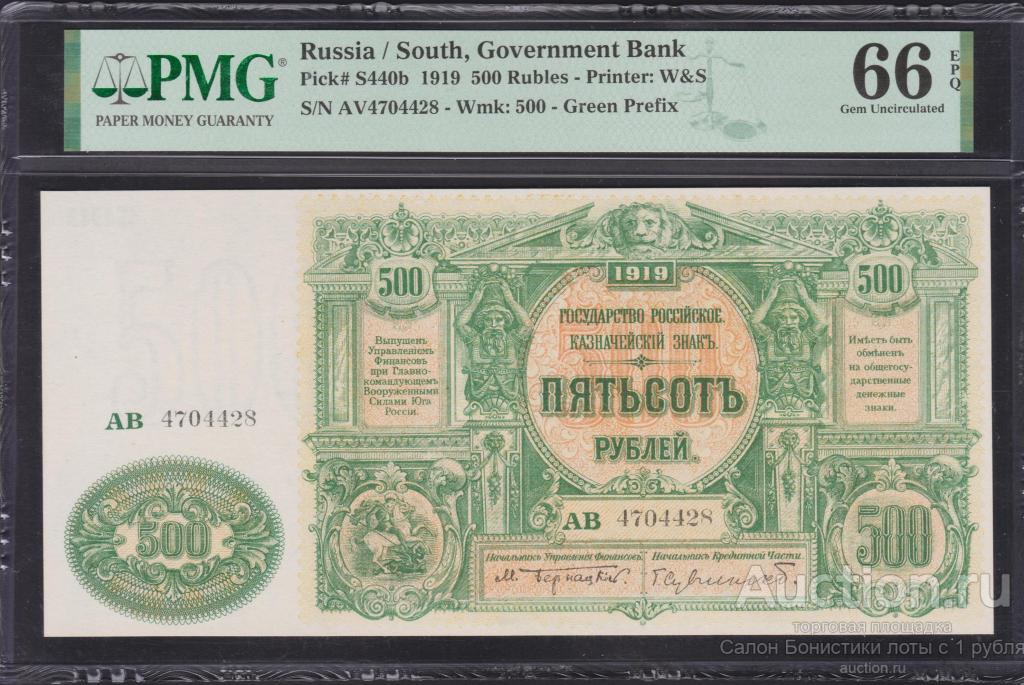 PMG®
PAPER MONEY GUARANTY
Russia / South, Government Bank
Pick# S440b 1919 500 Rubles - Printer: W&S
S/N AV4704428 - Wmk: 500 - Green Prefix
66
EPQ
Gem Uncirculated
1919
500
500
ГОСУДАРСТВО РОССІЙСКОЕ.
КАЗНАЧЕЙСКІЙ ЗНАКЪ.
ПЯТЬСОТЪ
РУБЛЕЙ.
Выпущенъ
Управленіемъ
Финансовъ
при Главно-
командующемъ
Вооруженными
Силами Юга
Россіи.
Имѣетъ быть
обмѣненъ
на общегосу-
дарственные
денежные
знаки.
АВ 4704428
500
АВ 4704428
500
Начальникъ Управленія Финансовъ
Начальникъ Кредитной Части
М. Бернацкій
Auction.ru
торговая площадка
Салон Бонистики лоты с 1 рубля
auction.ru